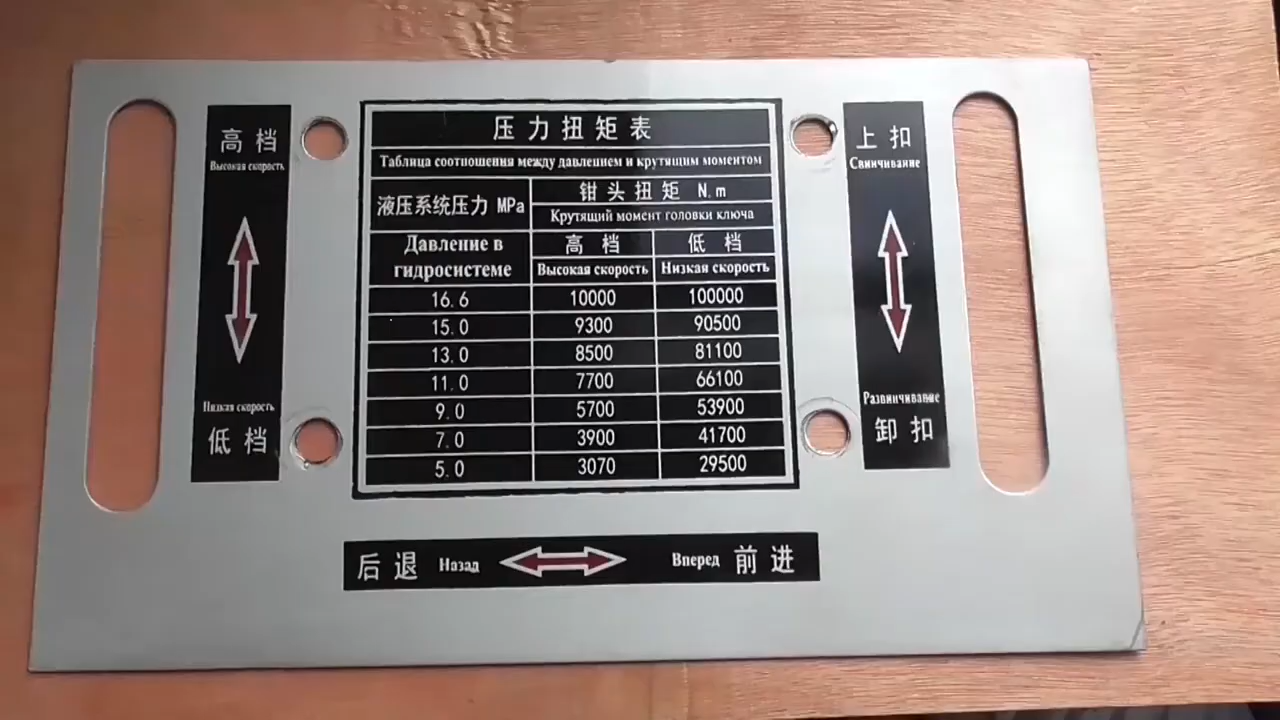 高 档
Высокая скорость
Низкая скорость
低 档
压 力 扭 矩 表
Таблица соотношения между давлением и крутящим моментом
液压系统压力 MPa
钳 头 扭 矩 N.m
Крутящий момент головки ключа
Давление в
гидросистеме
高 档
低 档
Высокая скорость
Низкая скорость
16.6 10000 100000
15.0 9300 90500
13.0 8500 81100
11.0 7700 66100
9.0 5700 53900
7.0 3900 41700
5.0 3070 29500
上 扣
Свинчивание
Развинчивание
卸 扣
后 退 Назад Вперед 前 进